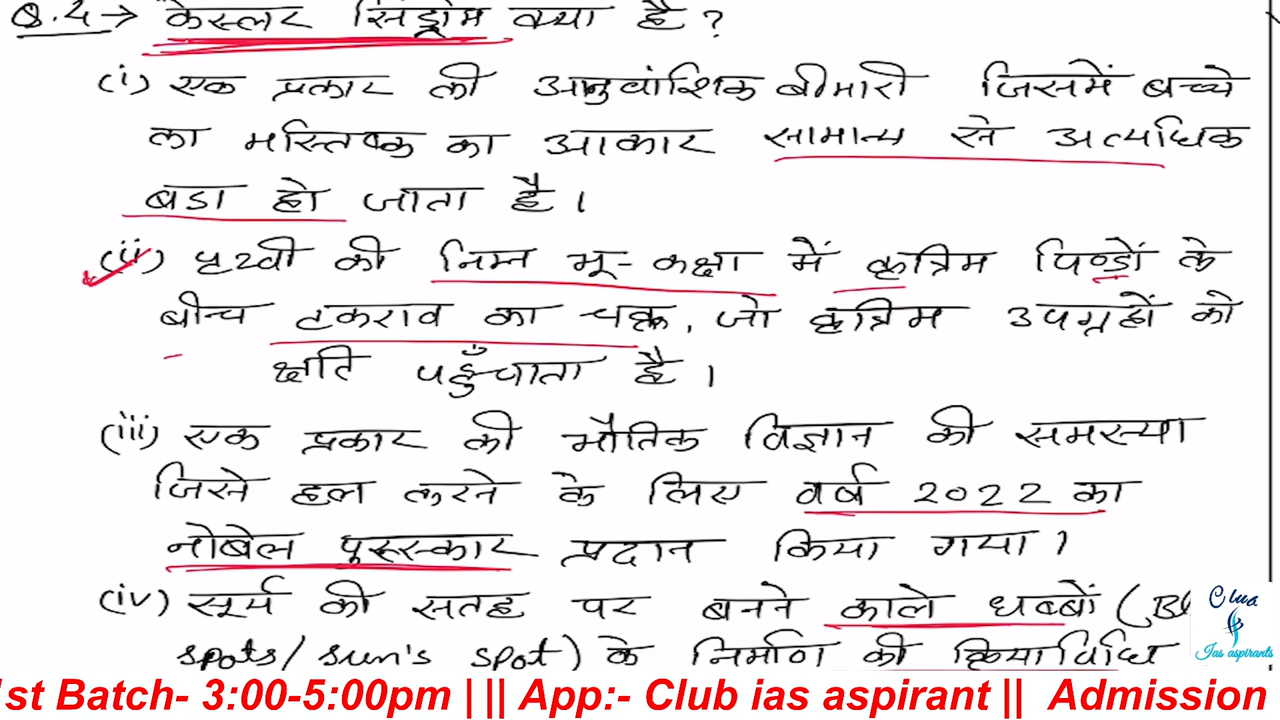 Q.4→ केस्लर सिंड्रोम क्या है?
(i) एक प्रकार की आनुवांशिक बीमारी जिसमें बच्चे
का मस्तिष्क का आकार सामान्य से अत्यधिक
बडा हो जाता है।
(ii) पृथ्वी की निम्न भू-कक्षा में कृत्रिम पिण्डों के
बीच टकराव का चक्र, जो कृत्रिम उपग्रहों को
क्षति पहुँचाता है।
(iii) एक प्रकार की भौतिक विज्ञान की समस्या
जिसे हल करने के लिए वर्ष 2022 का
नोबेल पुरस्कार प्रदान किया गया।
(iv) सूर्य की सतह पर बनने काले धब्बों (
spots/sun's spot) के निर्माण की क्रियाविधि
Club
Ias aspirants
1st Batch- 3:00-5:00pm | || App:- Club ias aspirant || Admission